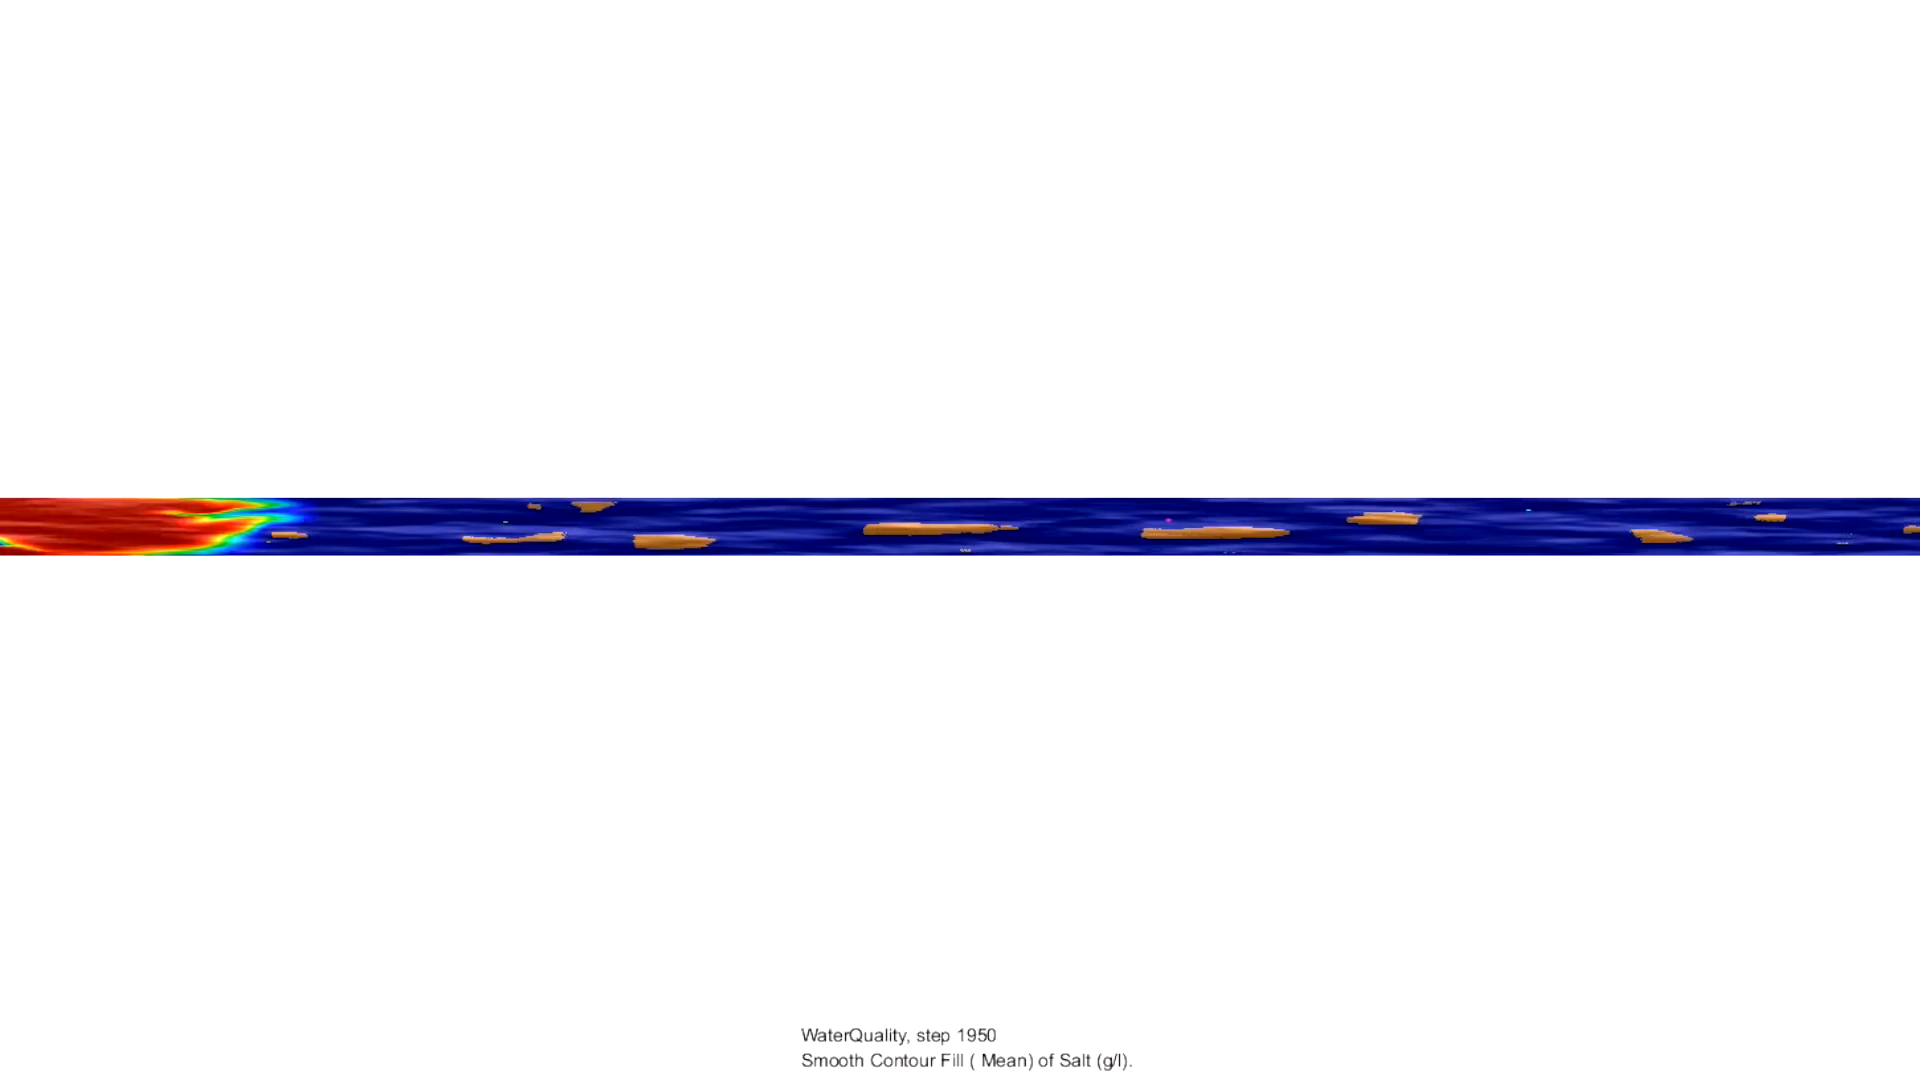 WaterQuality, step 1950
Smooth Contour Fill ( Mean) of Salt (g/l).